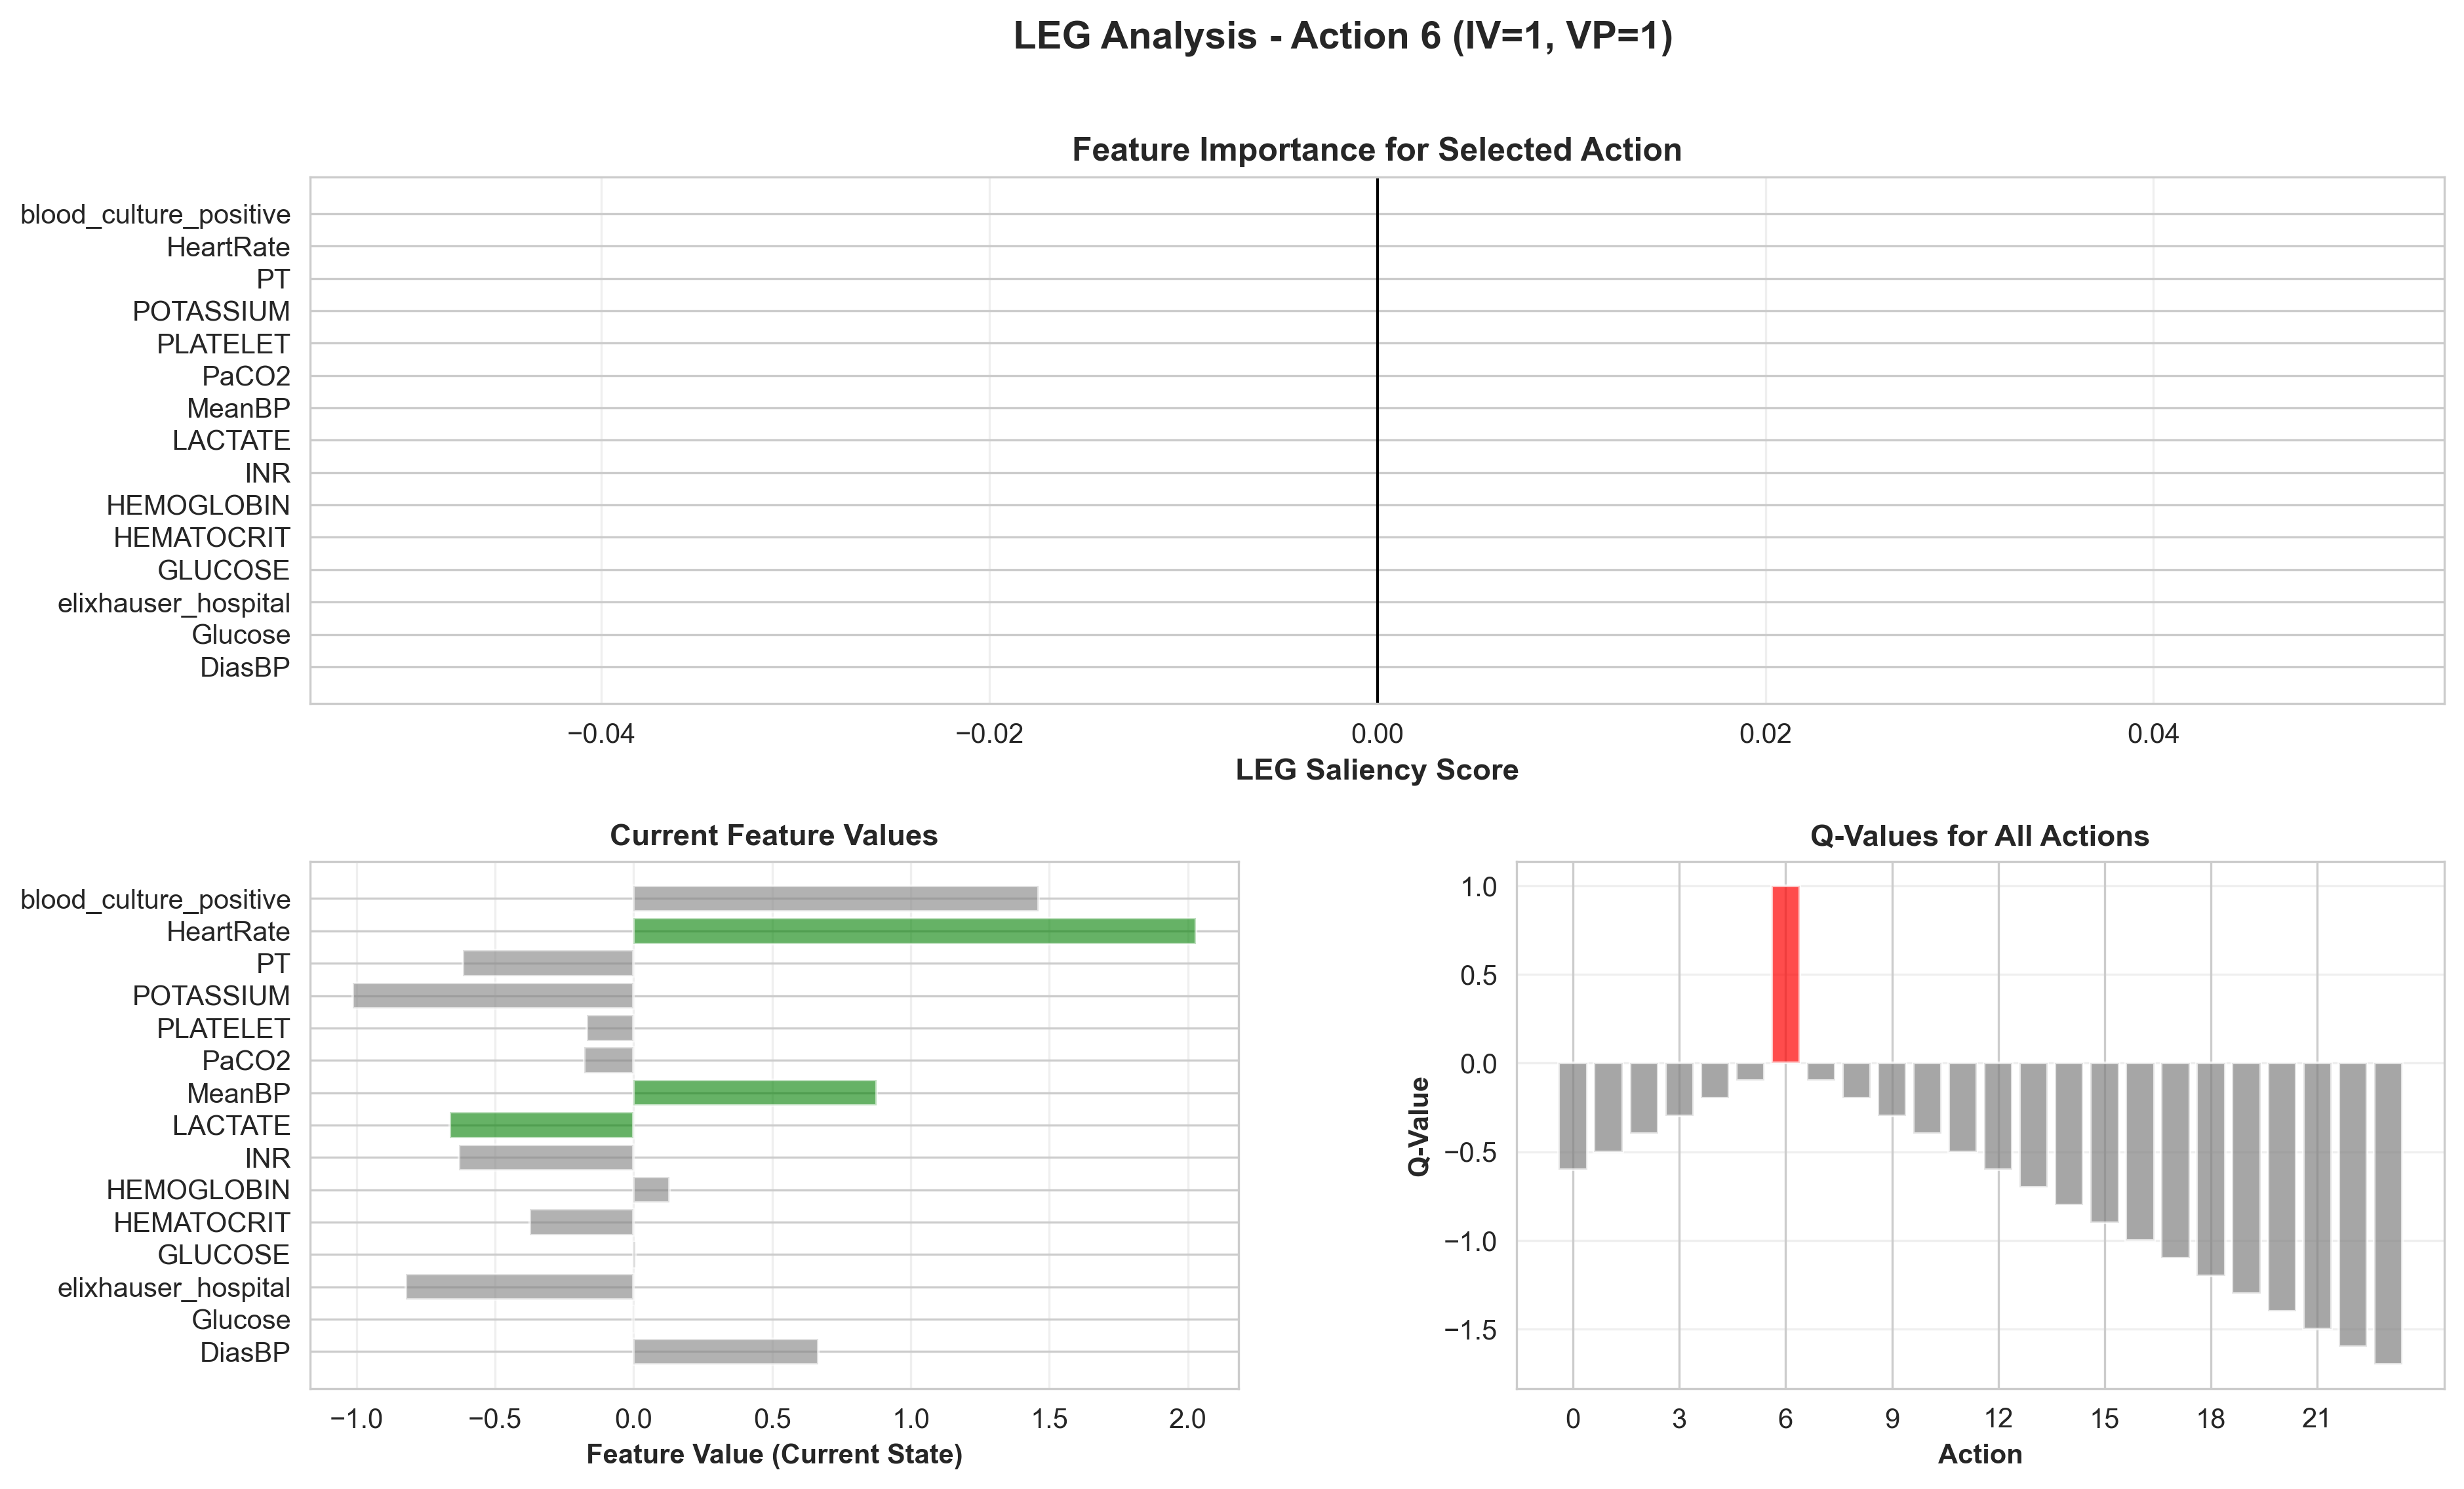 LEG Analysis - Action 6 (IV=1, VP=1)
Feature Importance for Selected Action
blood_culture_positive
HeartRate
PT
POTASSIUM
PLATELET
PaCO2
MeanBP
LACTATE
INR
HEMOGLOBIN
HEMATOCRIT
GLUCOSE
elixhauser_hospital
Glucose
DiasBP
−0.04 −0.02 0.00 0.02 0.04
LEG Saliency Score
Current Feature Values
blood_culture_positive
HeartRate
PT
POTASSIUM
PLATELET
PaCO2
MeanBP
LACTATE
INR
HEMOGLOBIN
HEMATOCRIT
GLUCOSE
elixhauser_hospital
Glucose
DiasBP
−1.0 −0.5 0.0 0.5 1.0 1.5 2.0
Feature Value (Current State)
Q-Values for All Actions
Q-Value
1.0
0.5
0.0
−0.5
−1.0
−1.5
0 3 6 9 12 15 18 21
Action